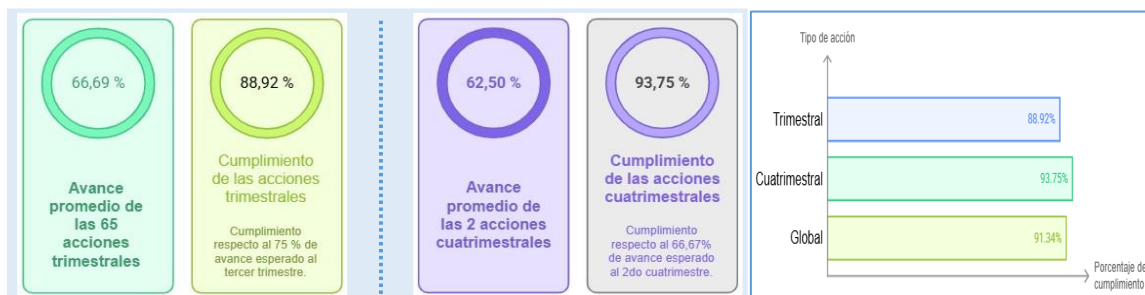 66,69 %
Avance
promedio de
las 65
acciones
trimestrales
88,92 %
Cumplimiento
de las acciones
trimestrales
Cumplimiento
respecto al 75 % de
avance esperado al
tercer trimestre.
62,50 %
Avance
promedio de
las 2 acciones
cuatrimestrales
93,75 %
Cumplimiento
de las acciones
cuatrimestrales
Cumplimiento
respecto al 66,67%
de avance esperado al
2do cuatrimestre.
Tipo de acción
Trimestral
88.92%
Cuatrimestral
93.75%
Global
91.34%
Porcentaje de
cumplimiento